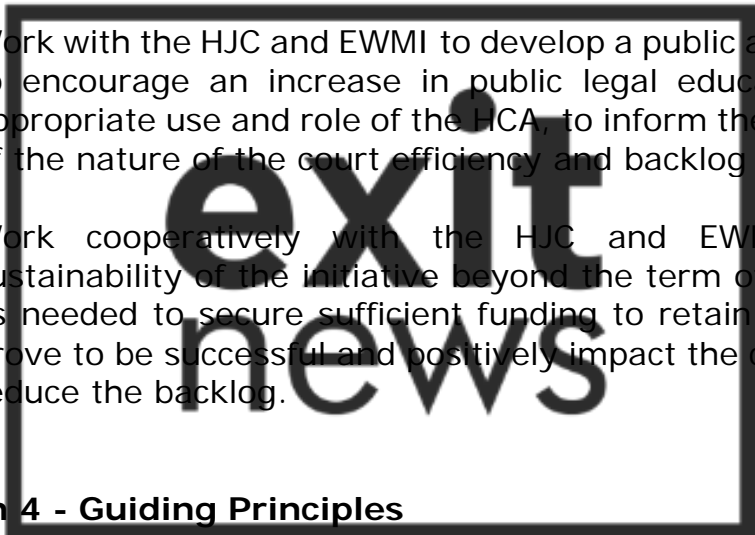 ork with the HJC and EWMI to develop a public a
encourage an increase in public legal educ
ppropriate use and role of the HCA, to inform the
f the nature of the court efficiency and backlog
ork cooperatively with the HJC and EW
ustainability of the initiative beyond the term o
s needed to secure sufficient funding to retain
rove to be successful and positively impact the
educe the backlog.
exit
news
4 - Guiding Principles